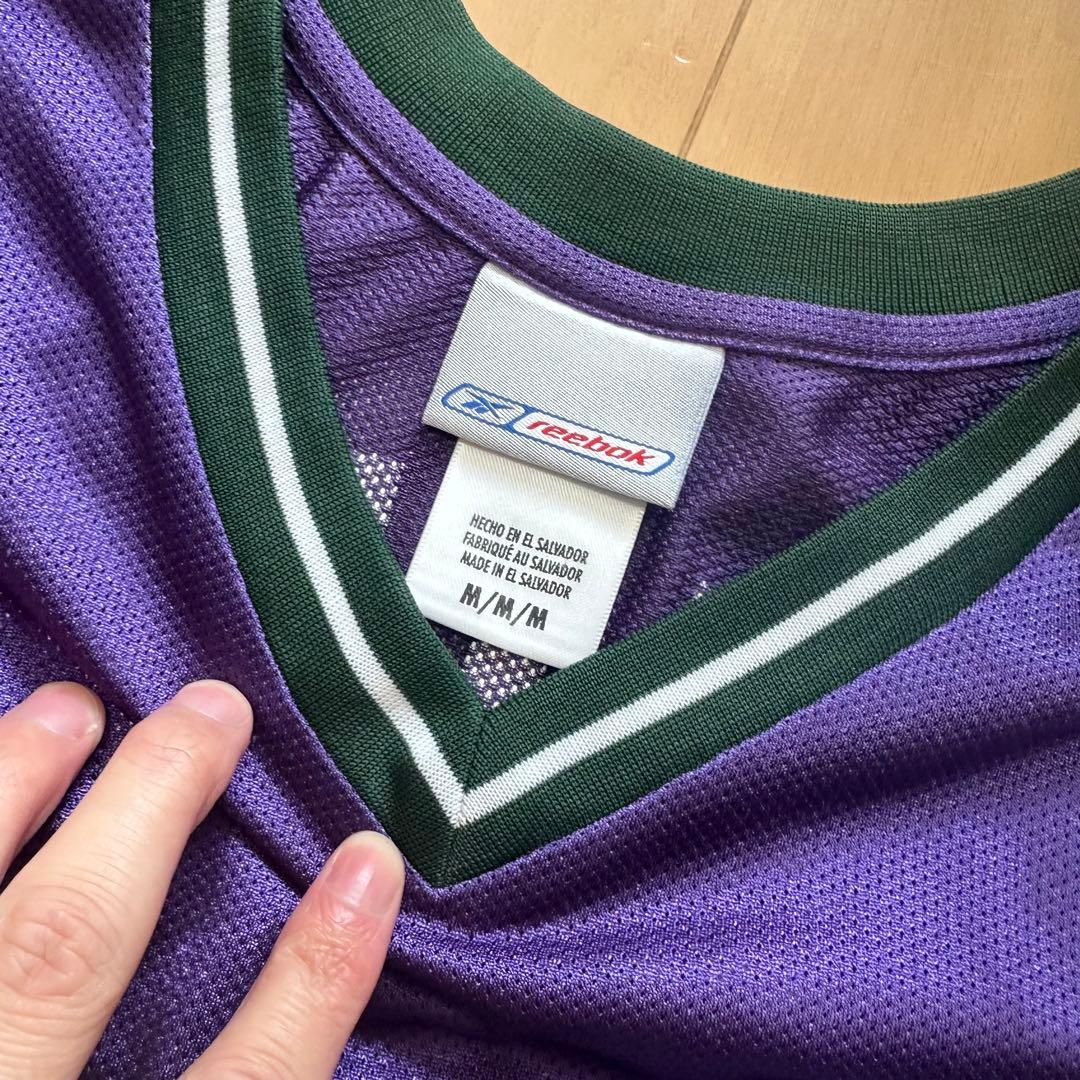 reebok
HECHO EN EL SALVADOR
FABRIQUÉ AU SALVADOR
MADE IN EL SALVADOR
M/M/M